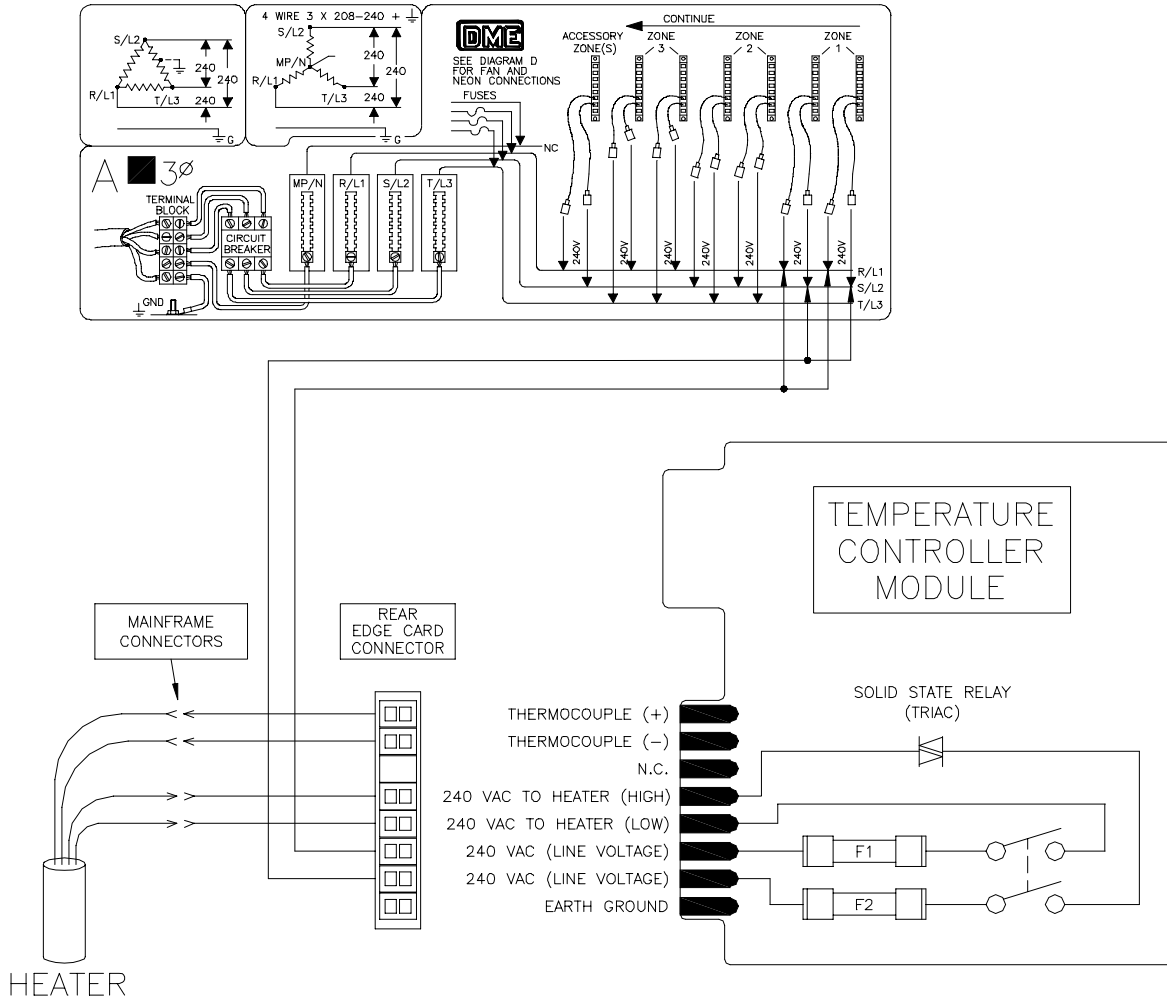 S/L2
240
240
R/L1
T/L3
240
G
4 WIRE 3 X 208-240 +
S/L2
MP/N
240
240
R/L1
T/L3
240
G
DME
SEE DIAGRAM D
FOR FAN AND
NEON CONNECTIONS
FUSES
NC
CONTINUE
ACCESSORY
ZONE(S)
ZONE
3
ZONE
2
ZONE
1
240V
240V
240V
240V
240V
240V
240V
R/L1
S/L2
T/L3
A 3Ø
TERMINAL
BLOCK
CIRCUIT
BREAKER
GND
MP/N
R/L1
S/L2
T/L3
TEMPERATURE
CONTROLLER
MODULE
MAINFRAME
CONNECTORS
REAR
EDGE CARD
CONNECTOR
SOLID STATE RELAY
(TRIAC)
THERMOCOUPLE (+)
THERMOCOUPLE (-)
N.C.
240 VAC TO HEATER (HIGH)
240 VAC TO HEATER (LOW)
240 VAC (LINE VOLTAGE)
240 VAC (LINE VOLTAGE)
EARTH GROUND
F1
F2
HEATER